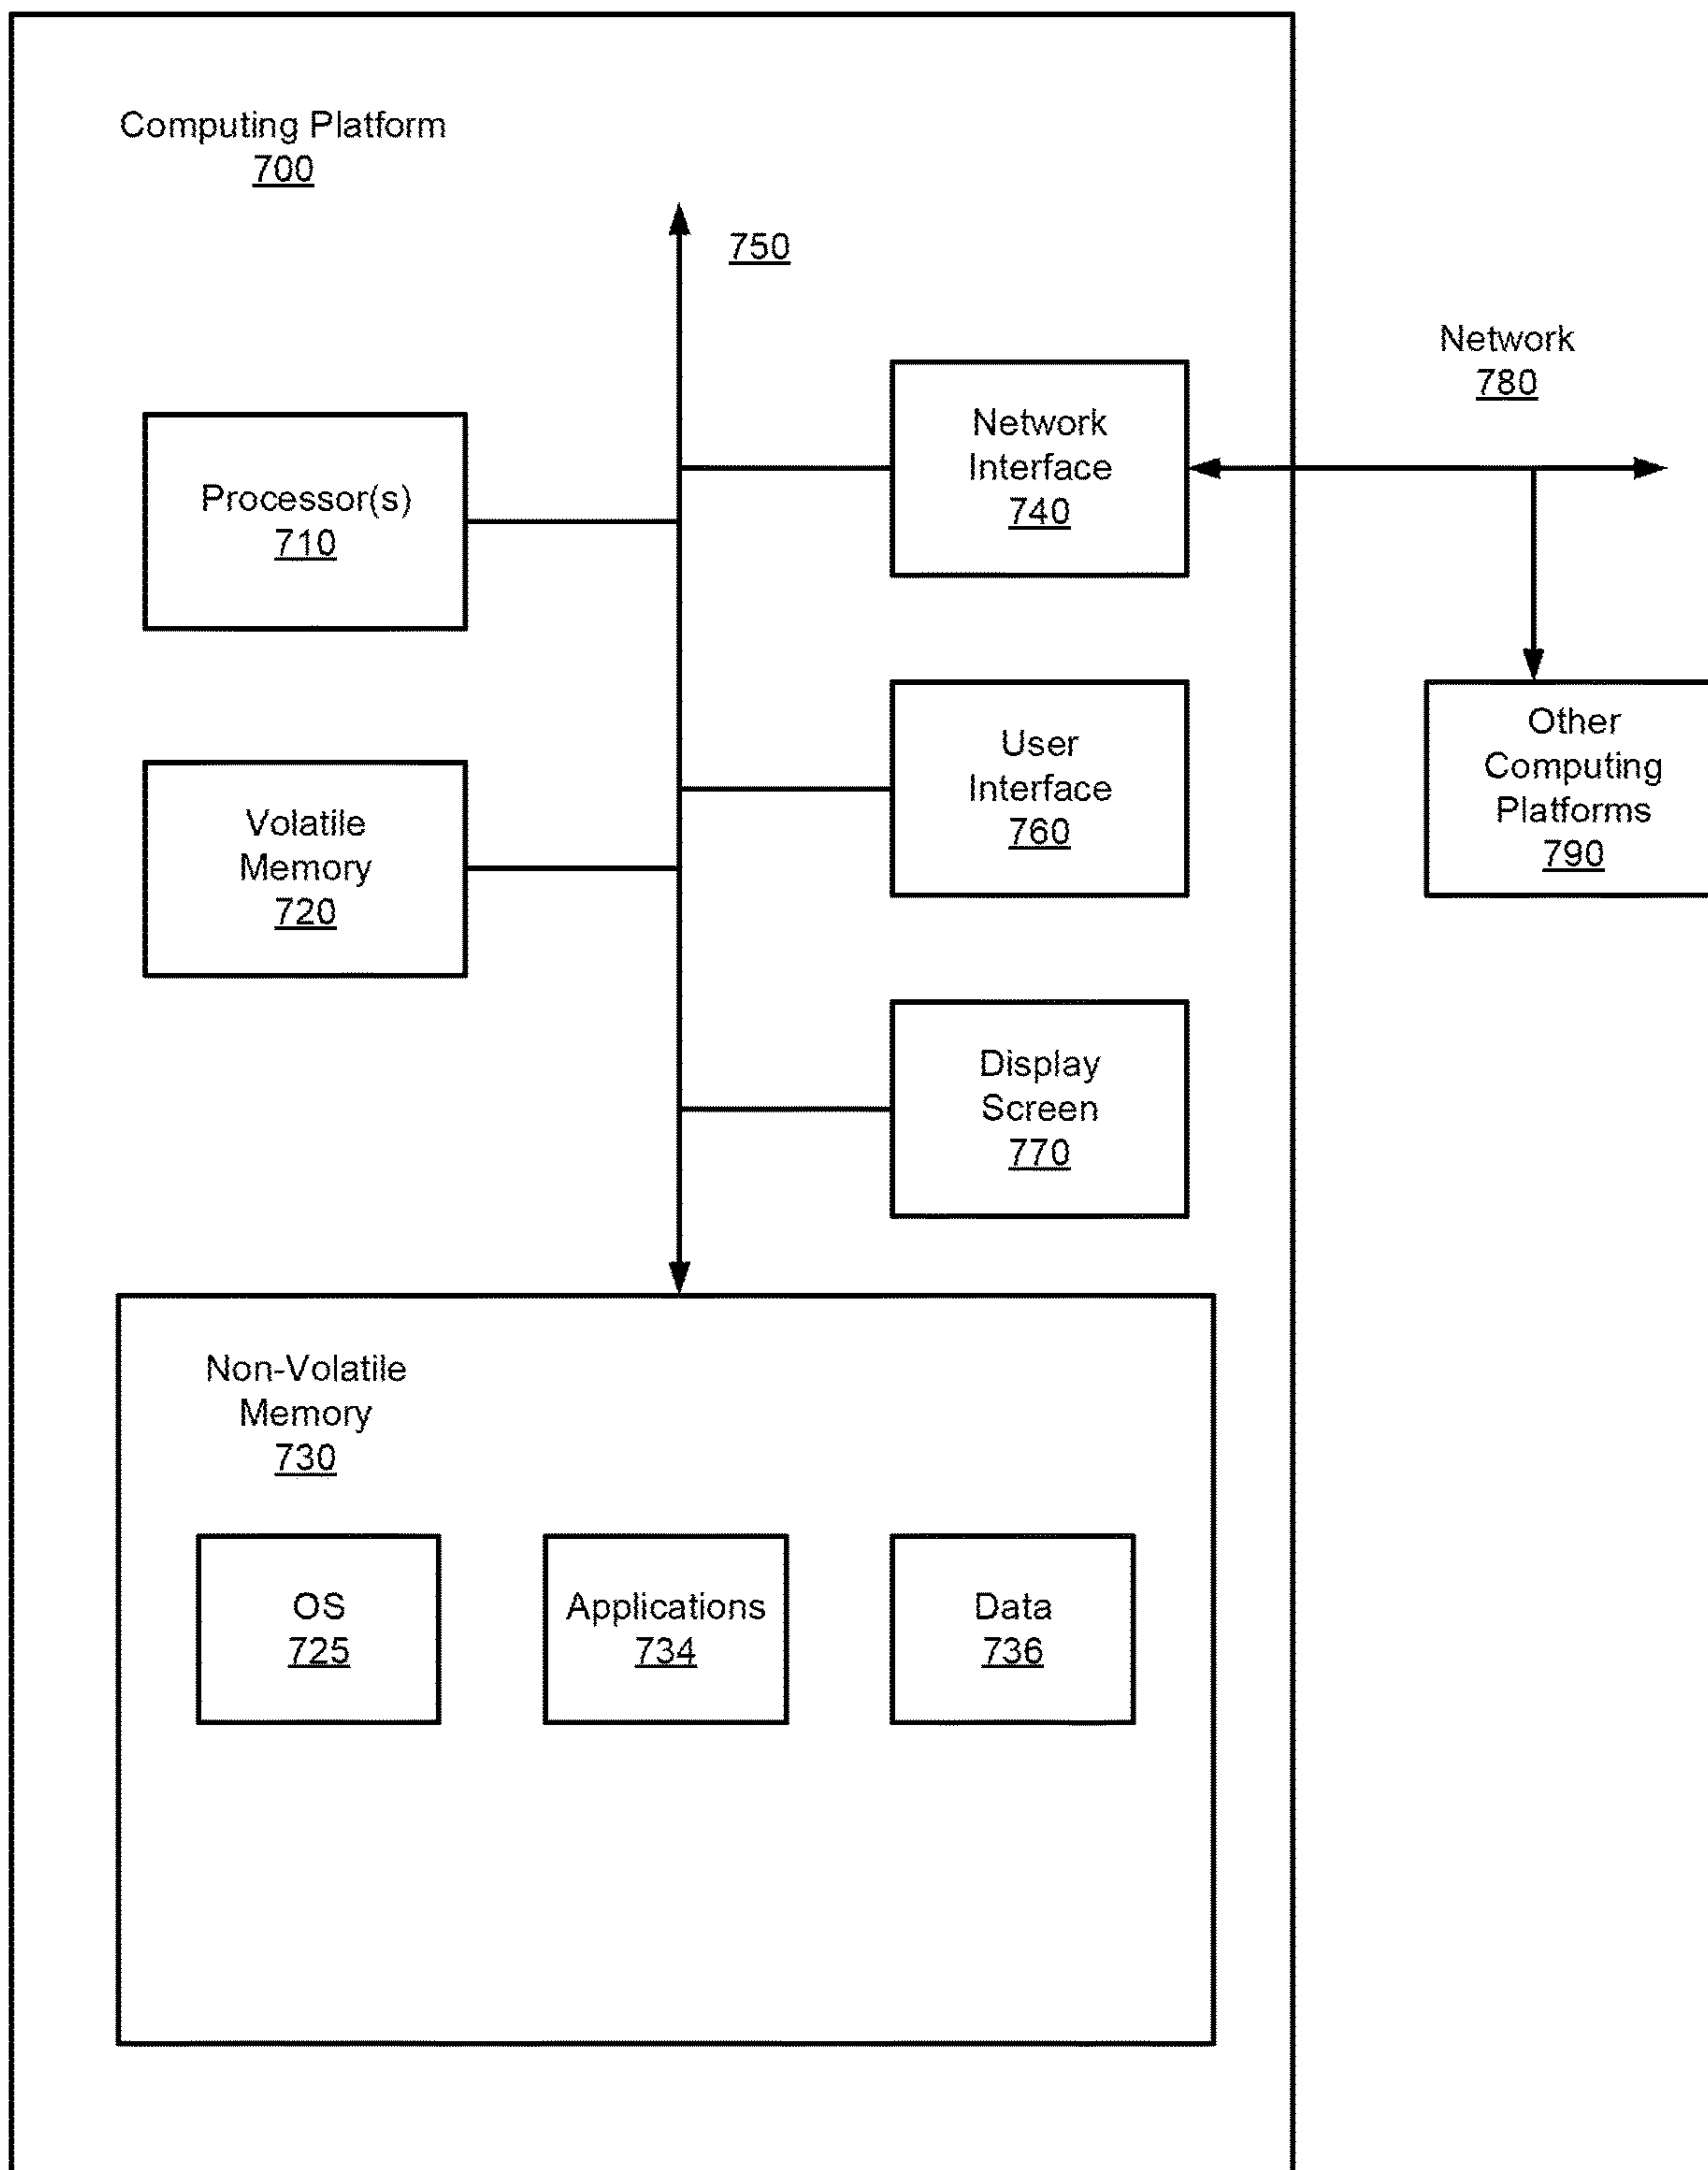 Computing Platform
700
750
Network
780
Network
Interface
740
Processor(s)
710
User
Interface
760
Other
Computing
Platforms
790
Volatile
Memory
720
Display
Screen
770
Non-Volatile
Memory
730
OS
725
Applications
734
Data
736